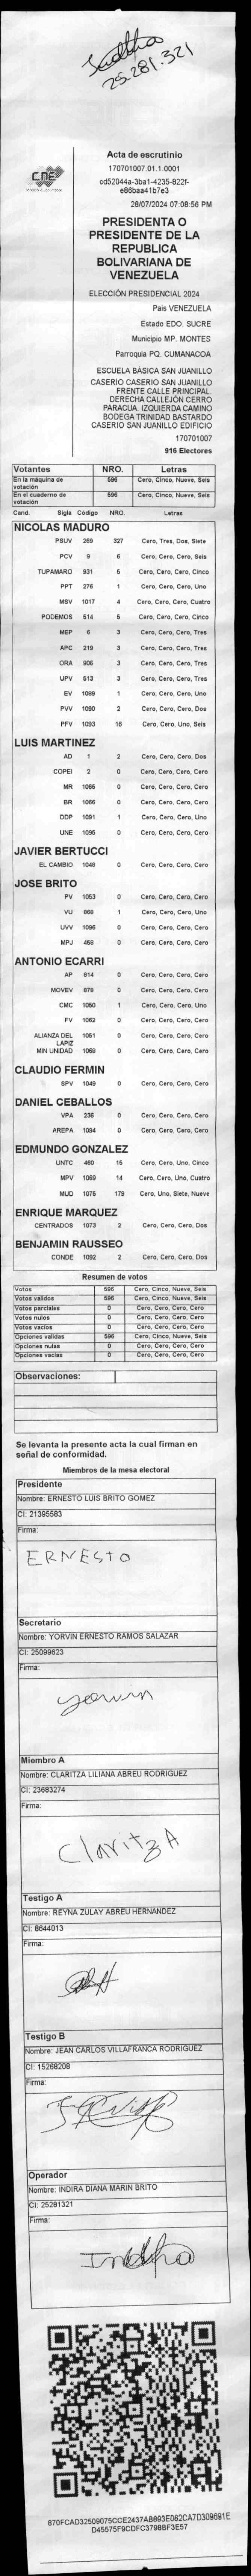 Indhira
25.281.321
CNE
Acta de escrutinio
170701007.01.1.0001
cd52044a-3ba1-4235-822f-
e66baa41b7e3
28/07/2024 07:08:56 PM
PRESIDENTA O
PRESIDENTE DE LA
REPUBLICA
BOLIVARIANA DE
VENEZUELA
ELECCIÓN PRESIDENCIAL 2024
Pais VENEZUELA
Estado EDO. SUCRE
Municipio MP. MONTES
Parroquia PQ. CUMANACOA
ESCUELA BÁSICA SAN JUANILLO
CASERIO CASERIO SAN JUANILLO
FRENTE CALLE PRINCIPAL.
DERECHA CALLEJÓN CERRO
PARACUA. IZQUIERDA CAMINO
BODEGA TRINIDAD BASTARDO
CASERIO SAN JUANILLO EDIFICIO
170701007
916 Electores
Votantes NRO. Letras
En la máquina de votación 596 Cero, Cinco, Nueve, Seis
En el cuaderno de votación 596 Cero, Cinco, Nueve, Seis
Cand. Sigla Código NRO. Letras
NICOLAS MADURO
PSUV 269 327 Cero, Tres, Dos, Siete
PCV 9 6 Cero, Cero, Cero, Seis
TUPAMARO 931 5 Cero, Cero, Cero, Cinco
PPT 276 1 Cero, Cero, Cero, Uno
MSV 1017 4 Cero, Cero, Cero, Cuatro
PODEMOS 514 5 Cero, Cero, Cero, Cinco
MEP 6 3 Cero, Cero, Cero, Tres
APC 219 3 Cero, Cero, Cero, Tres
ORA 906 3 Cero, Cero, Cero, Tres
UPV 513 3 Cero, Cero, Cero, Tres
EV 1089 1 Cero, Cero, Cero, Uno
PVV 1090 2 Cero, Cero, Cero, Dos
PFV 1093 16 Cero, Cero, Uno, Seis
LUIS MARTINEZ
AD 1 2 Cero, Cero, Cero, Dos
COPEI 2 0 Cero, Cero, Cero, Cero
MR 1065 0 Cero, Cero, Cero, Cero
BR 1066 0 Cero, Cero, Cero, Cero
DDP 1091 1 Cero, Cero, Cero, Uno
UNE 1095 0 Cero, Cero, Cero, Cero
JAVIER BERTUCCI
EL CAMBIO 1048 0 Cero, Cero, Cero, Cero
JOSE BRITO
PV 1053 0 Cero, Cero, Cero, Cero
VU 868 1 Cero, Cero, Cero, Uno
UVV 1096 0 Cero, Cero, Cero, Cero
MPJ 458 0 Cero, Cero, Cero, Cero
ANTONIO ECARRI
AP 814 0 Cero, Cero, Cero, Cero
MOVEV 878 0 Cero, Cero, Cero, Cero
CMC 1050 1 Cero, Cero, Cero, Uno
FV 1062 0 Cero, Cero, Cero, Cero
ALIANZA DEL LAPIZ 1051 0 Cero, Cero, Cero, Cero
MIN UNIDAD 1068 0 Cero, Cero, Cero, Cero
CLAUDIO FERMIN
SPV 1049 0 Cero, Cero, Cero, Cero
DANIEL CEBALLOS
VPA 236 0 Cero, Cero, Cero, Cero
AREPA 1094 0 Cero, Cero, Cero, Cero
EDMUNDO GONZALEZ
UNTC 460 15 Cero, Cero, Uno, Cinco
MPV 1069 14 Cero, Cero, Uno, Cuatro
MUD 1075 179 Cero, Uno, Siete, Nueve
ENRIQUE MARQUEZ
CENTRADOS 1073 2 Cero, Cero, Cero, Dos
BENJAMIN RAUSSEO
CONDE 1092 2 Cero, Cero, Cero, Dos
Resumen de votos
Votos 596 Cero, Cinco, Nueve, Seis
Votos validos 596 Cero, Cinco, Nueve, Seis
Votos parciales 0 Cero, Cero, Cero, Cero
Votos nulos 0 Cero, Cero, Cero, Cero
Votos vacios 0 Cero, Cero, Cero, Cero
Opciones validas 596 Cero, Cinco, Nueve, Seis
Opciones nulas 0 Cero, Cero, Cero, Cero
Opciones vacias 0 Cero, Cero, Cero, Cero
Observaciones:
Se levanta la presente acta la cual firman en
señal de conformidad.
Miembros de la mesa electoral
Presidente
Nombre: ERNESTO LUIS BRITO GOMEZ
CI: 21395583
Firma:
ERNESTO
Secretario
Nombre: YORVIN ERNESTO RAMOS SALAZAR
CI: 25099623
Firma:
yorvin
Miembro A
Nombre: CLARITZA LILIANA ABREU RODRIGUEZ
CI: 23683274
Firma:
ClaritzA
Testigo A
Nombre: REYNA ZULAY ABREU HERNANDEZ
CI: 8644013
Firma:
Testigo B
Nombre: JEAN CARLOS VILLAFRANCA RODRIGUEZ
CI: 15268208
Firma:
Operador
Nombre: INDIRA DIANA MARIN BRITO
CI: 25281321
Firma:
870FCAD32509075CCE2437AB893E062CA7D309691E
D45575F9CDFC3798BF3E57